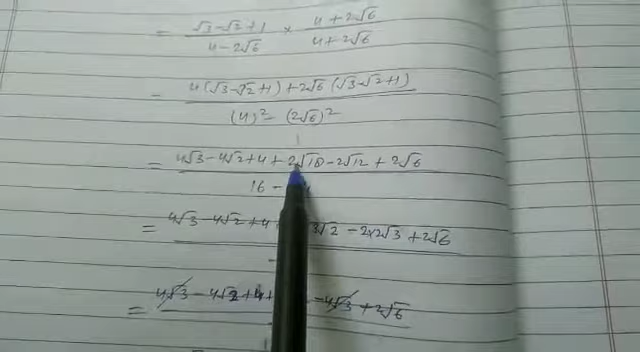 = √3-√2+1 / 4-2√6 × 4+2√6 / 4+2√6
= 4(√3-√2+1)+2√6(√3-√2+1) / (4)²-(2√6)²
= 4√3-4√2+4+2√18-2√12+2√6 / 16-
= 4√3-4√2+4 3√2-2×2√3+2√6
= 4√3-4√2+4+ -4√3+2√6